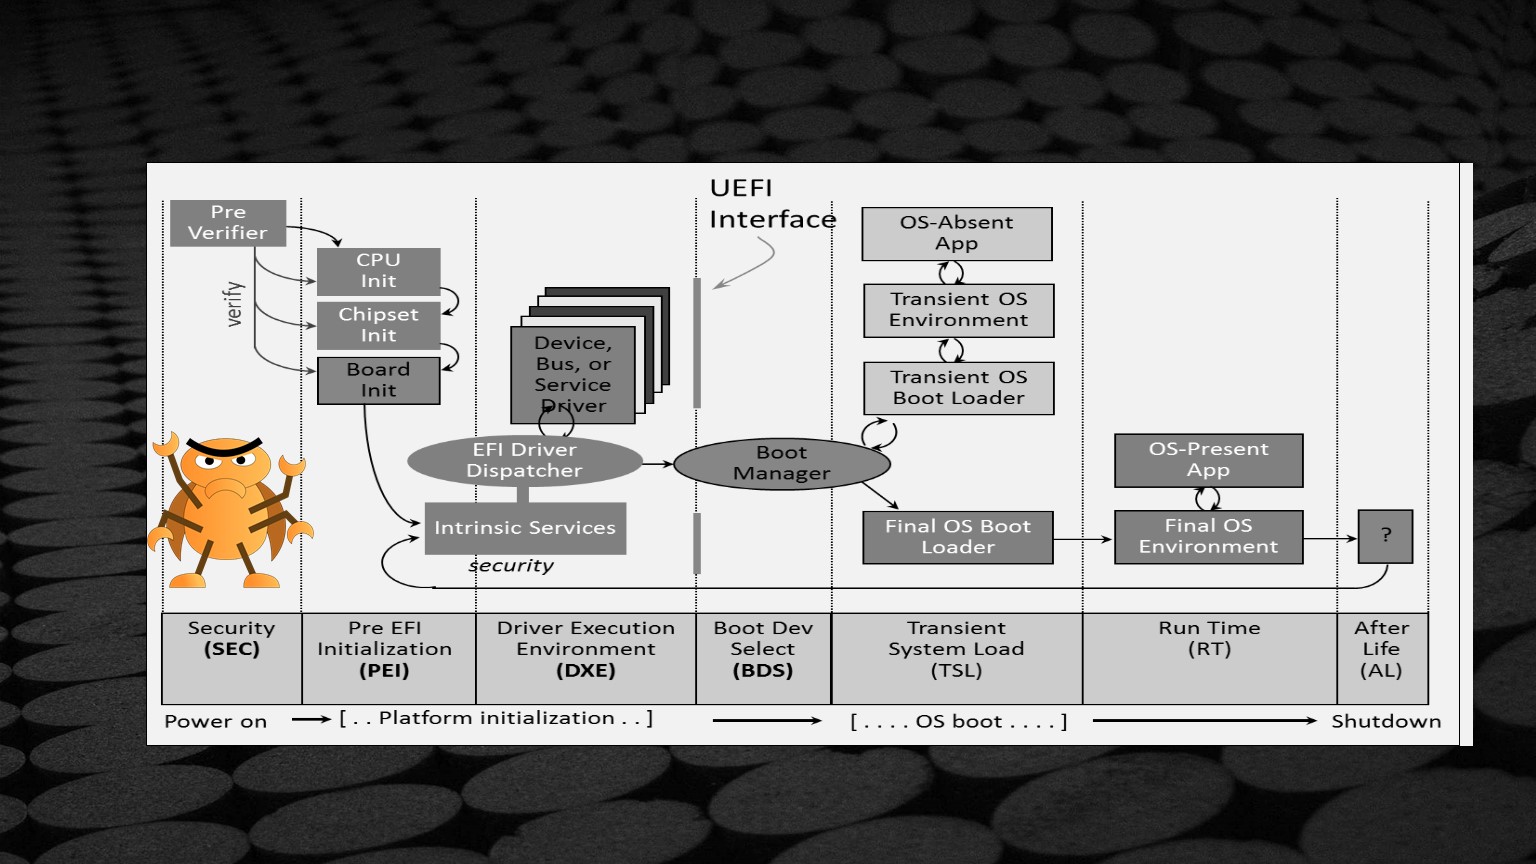 UEFI
Interface
Pre
Verifier
verify
CPU
Init
Chipset
Init
Board
Init
Device,
Bus, or
Service
Driver
EFI Driver
Dispatcher
Intrinsic Services
security
Boot
Manager
OS-Absent
App
Transient OS
Environment
Transient OS
Boot Loader
Final OS Boot
Loader
OS-Present
App
Final OS
Environment
?
Security
(SEC)
Pre EFI
Initialization
(PEI)
Driver Execution
Environment
(DXE)
Boot Dev
Select
(BDS)
Transient
System Load
(TSL)
Run Time
(RT)
After
Life
(AL)
Power on
[ . . Platform initialization . . ]
[ . . . . OS boot . . . . ]
Shutdown